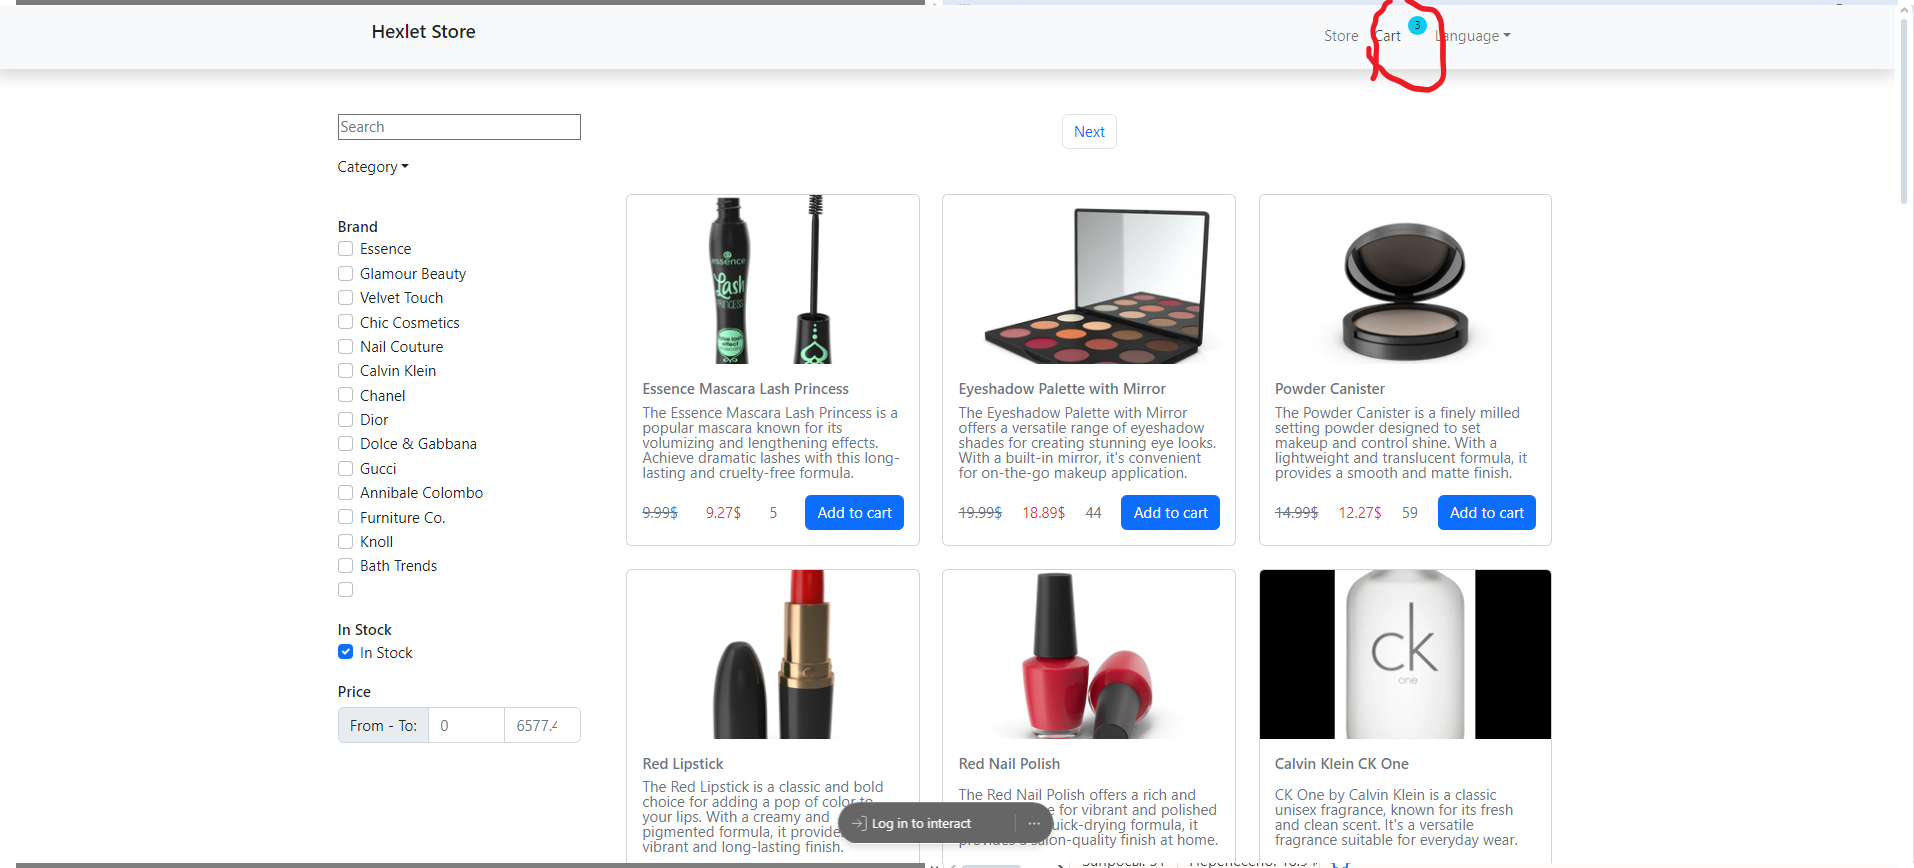 Hexlet Store
Store
Cart
3
Language
Search
Next
Category
Brand
Essence
Glamour Beauty
Velvet Touch
Chic Cosmetics
Nail Couture
Calvin Klein
Chanel
Dior
Dolce & Gabbana
Gucci
Annibale Colombo
Furniture Co.
Knoll
Bath Trends
In Stock
In Stock
Price
From - To:
0
6577.4
essence
Lash
PRINCESS
Essence Mascara Lash Princess
The Essence Mascara Lash Princess is a
popular mascara known for its
volumizing and lengthening effects.
Achieve dramatic lashes with this long-
lasting and cruelty-free formula.
9.99$ 9.27$ 5 Add to cart
Eyeshadow Palette with Mirror
The Eyeshadow Palette with Mirror
offers a versatile range of eyeshadow
shades for creating stunning eye looks.
With a built-in mirror, it's convenient
for on-the-go makeup application.
19.99$ 18.89$ 44 Add to cart
Powder Canister
The Powder Canister is a finely milled
setting powder designed to set
makeup and control shine. With a
lightweight and translucent formula, it
provides a smooth and matte finish.
14.99$ 12.27$ 59 Add to cart
Red Lipstick
The Red Lipstick is a classic and bold
choice for adding a pop of color to
your lips. With a creamy and
pigmented formula, it provide
vibrant and long-lasting finish.
Red Nail Polish
The Red Nail Polish offers a rich and
e for vibrant and polished
uick-drying formula, it
provides a salon-quality finish at home.
ck
one
Calvin Klein CK One
CK One by Calvin Klein is a classic
unisex fragrance, known for its fresh
and clean scent. It's a versatile
fragrance suitable for everyday wear.
Log in to interact